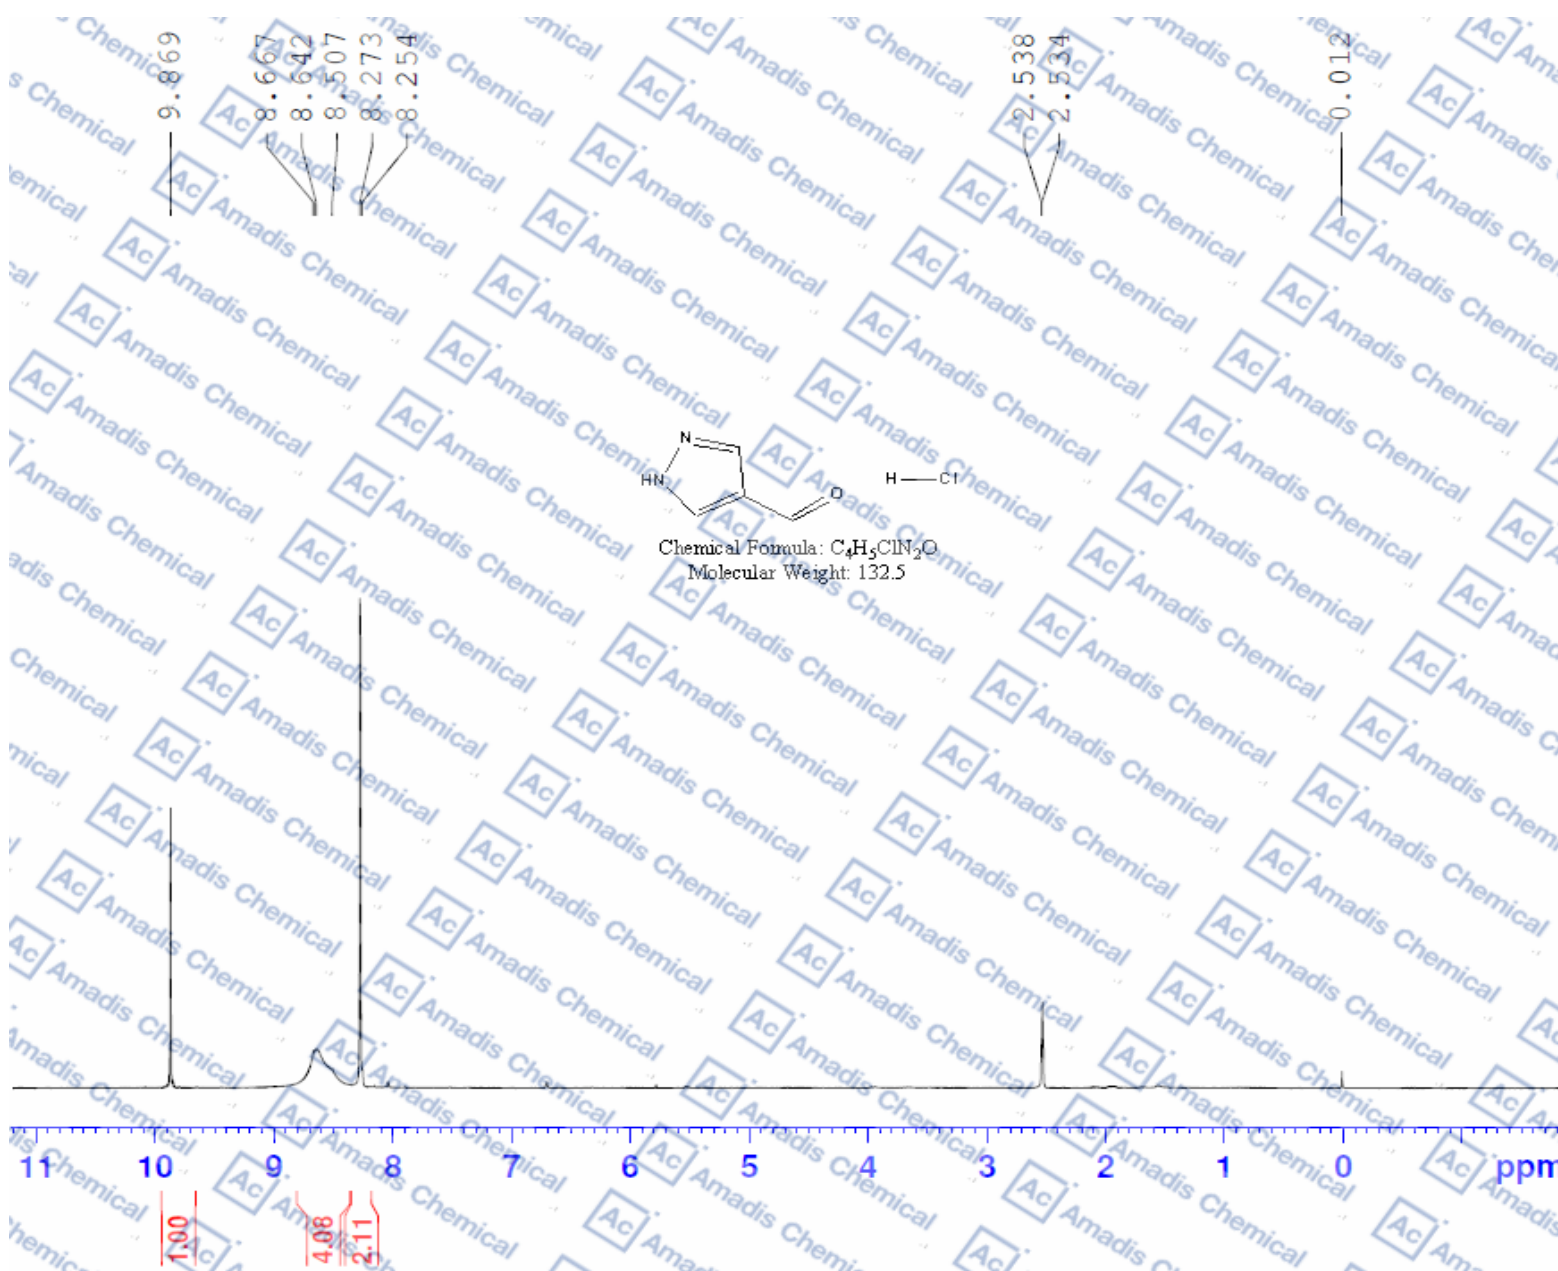 9.869
8.667
8.642
8.507
8.273
8.254
2.538
2.534
0.012
N
HN
O
H Cl
Chemical Formula: C₄H₅ClN₂O
Molecular Weight: 132.5
11 10 9 8 7 6 5 4 3 2 1 0 ppm
1.00
4.08
2.11
Ac Amadis Chemical